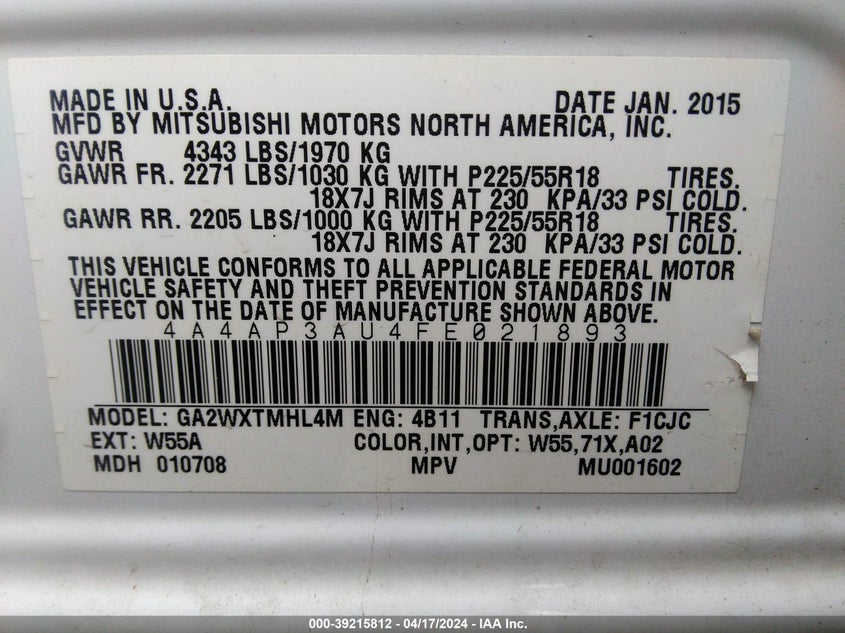 MADE IN U.S.A. DATE JAN. 2015
MFD BY MITSUBISHI MOTORS NORTH AMERICA, INC.
GVWR 4343 LBS/1970 KG
GAWR FR. 2271 LBS/1030 KG WITH P225/55R18 TIRES.
18X7J RIMS AT 230 KPA/33 PSI COLD.
GAWR RR. 2205 LBS/1000 KG WITH P225/55R18 TIRES.
18X7J RIMS AT 230 KPA/33 PSI COLD.
THIS VEHICLE CONFORMS TO ALL APPLICABLE FEDERAL MOTOR
VEHICLE SAFETY AND THEFT PREVENTION STANDARDS IN
EFFECT ON THE DATE OF MANUFACTURE SHOWN ABOVE.
4A4AP3AU4FE021893
MODEL: GA2WXTMHL4M ENG: 4B11 TRANS,AXLE: F1CJC
EXT: W55A COLOR,INT,OPT: W55,71X,A02
MDH 010708 MPV MU001602
000-39215812 - 04/17/2024 - IAA Inc.